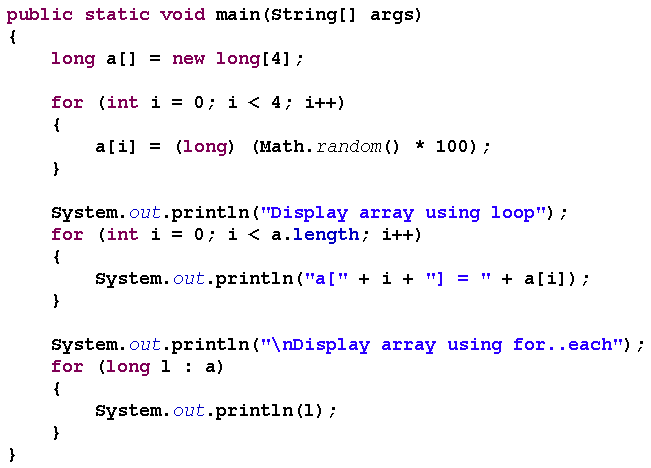 public static void main(String[] args)
{
    long a[] = new long[4];

    for (int i = 0; i < 4; i++)
    {
        a[i] = (long) (Math.random() * 100);
    }

    System.out.println("Display array using loop");
    for (int i = 0; i < a.length; i++)
    {
        System.out.println("a[" + i + "] = " + a[i]);
    }

    System.out.println("\nDisplay array using for..each");
    for (long l : a)
    {
        System.out.println(l);
    }
}